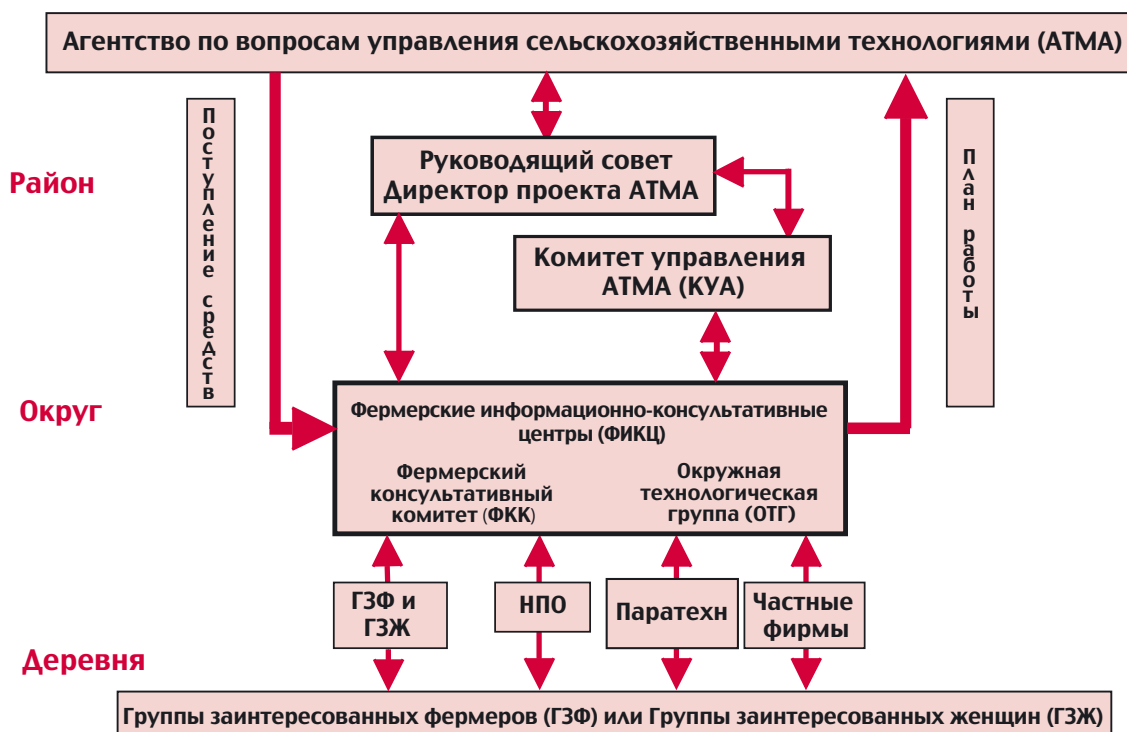 Агентство по вопросам управления сельскохозяйственными технологиями (АТМА)
Поступление средств
План работы
Район
Руководящий совет
Директор проекта АТМА
Комитет управления
АТМА (КУА)
Округ
Фермерские информационно-консультативные
центры (ФИКЦ)
Фермерский
консультативный
комитет (ФКК)
Окружная
технологическая
группа (ОТГ)
ГЗФ и
ГЗЖ
НПО
Паратехн
Частные
фирмы
Деревня
Группы заинтересованных фермеров (ГЗФ) или Группы заинтересованных женщин (ГЗЖ)